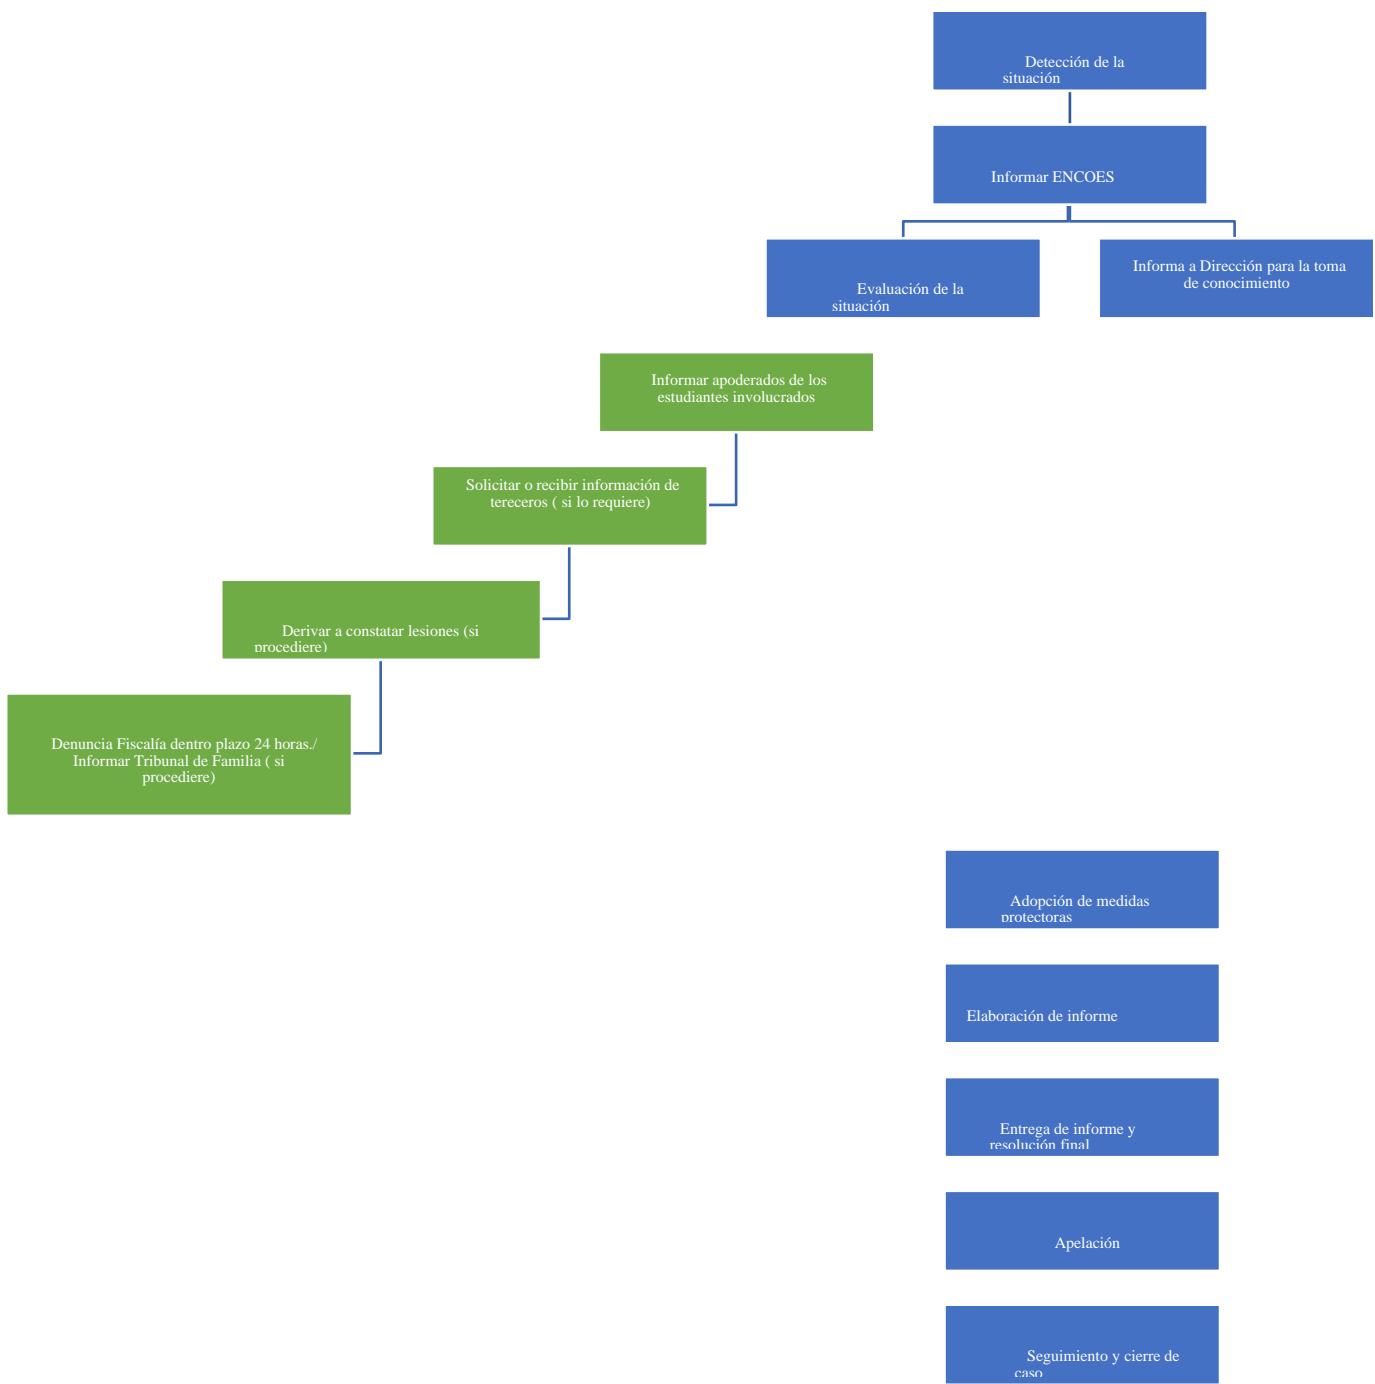 Detección de la
situación
Informar ENCOES
Evaluación de la
situación
Informa a Dirección para la toma
de conocimiento
Informar apoderados de los
estudiantes involucrados
Solicitar o recibir información de
tereceros ( si lo requiere)
Derivar a constatar lesiones (si
procediere)
Denuncia Fiscalía dentro plazo 24 horas./
Informar Tribunal de Familia ( si
procediere)
Adopción de medidas
protectoras
Elaboración de informe
Entrega de informe y
resolución final
Apelación
Seguimiento y cierre de
caso